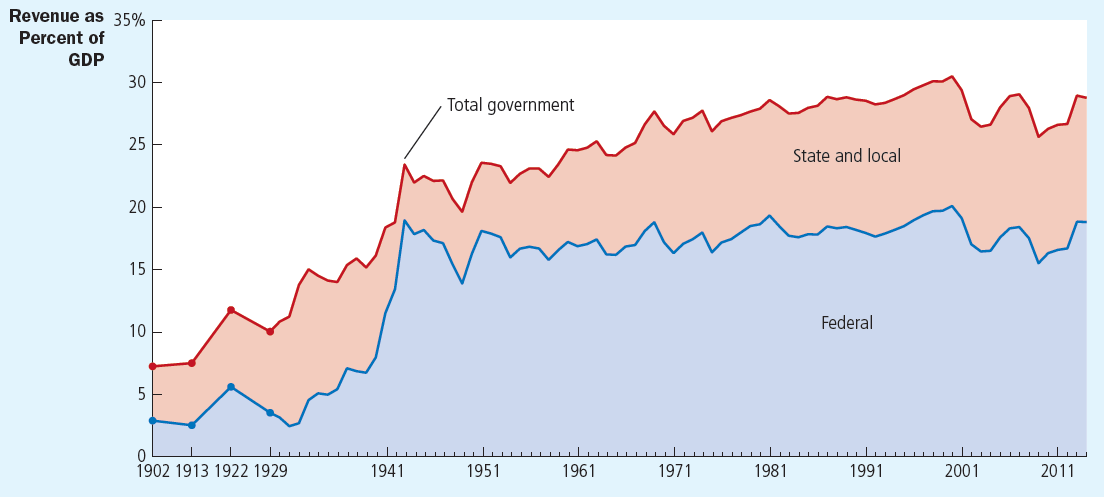 Revenue as
Percent of
GDP
35%
30
25
20
15
10
5
0
Total government
State and local
Federal
1902 1913 1922 1929 1941 1951 1961 1971 1981 1991 2001 2011